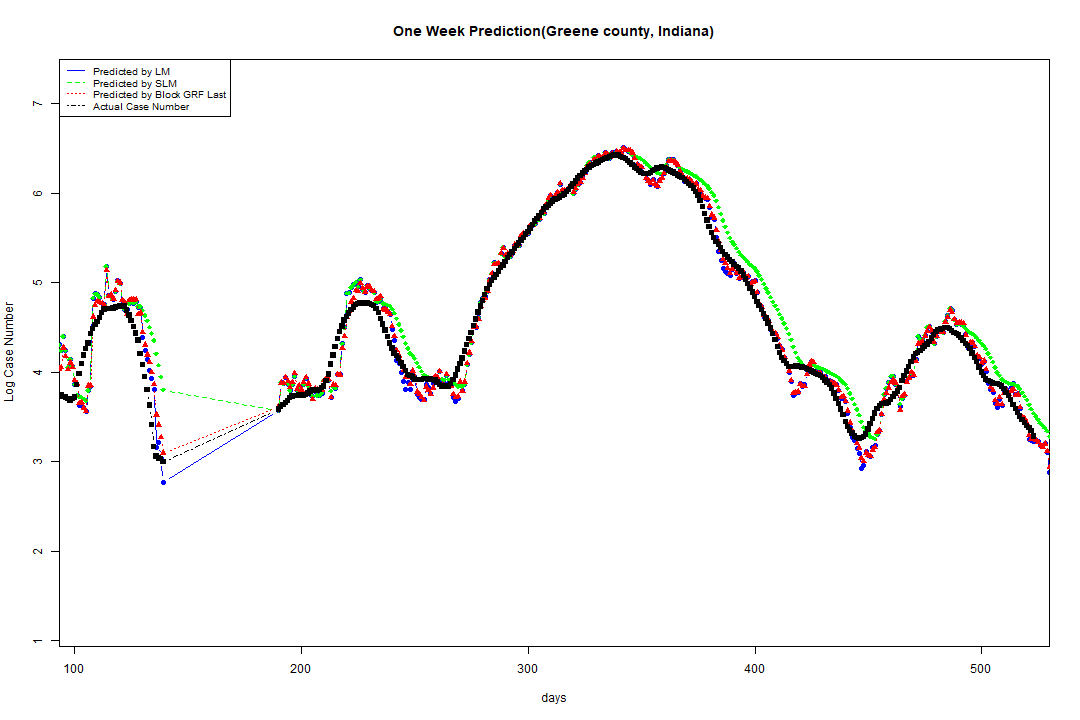 One Week Prediction(Greene county, Indiana)
Predicted by LM
Predicted by SLM
Predicted by Block GRF Last
Actual Case Number
7
6
5
4
3
2
1
Log Case Number
100 200 300 400 500
days